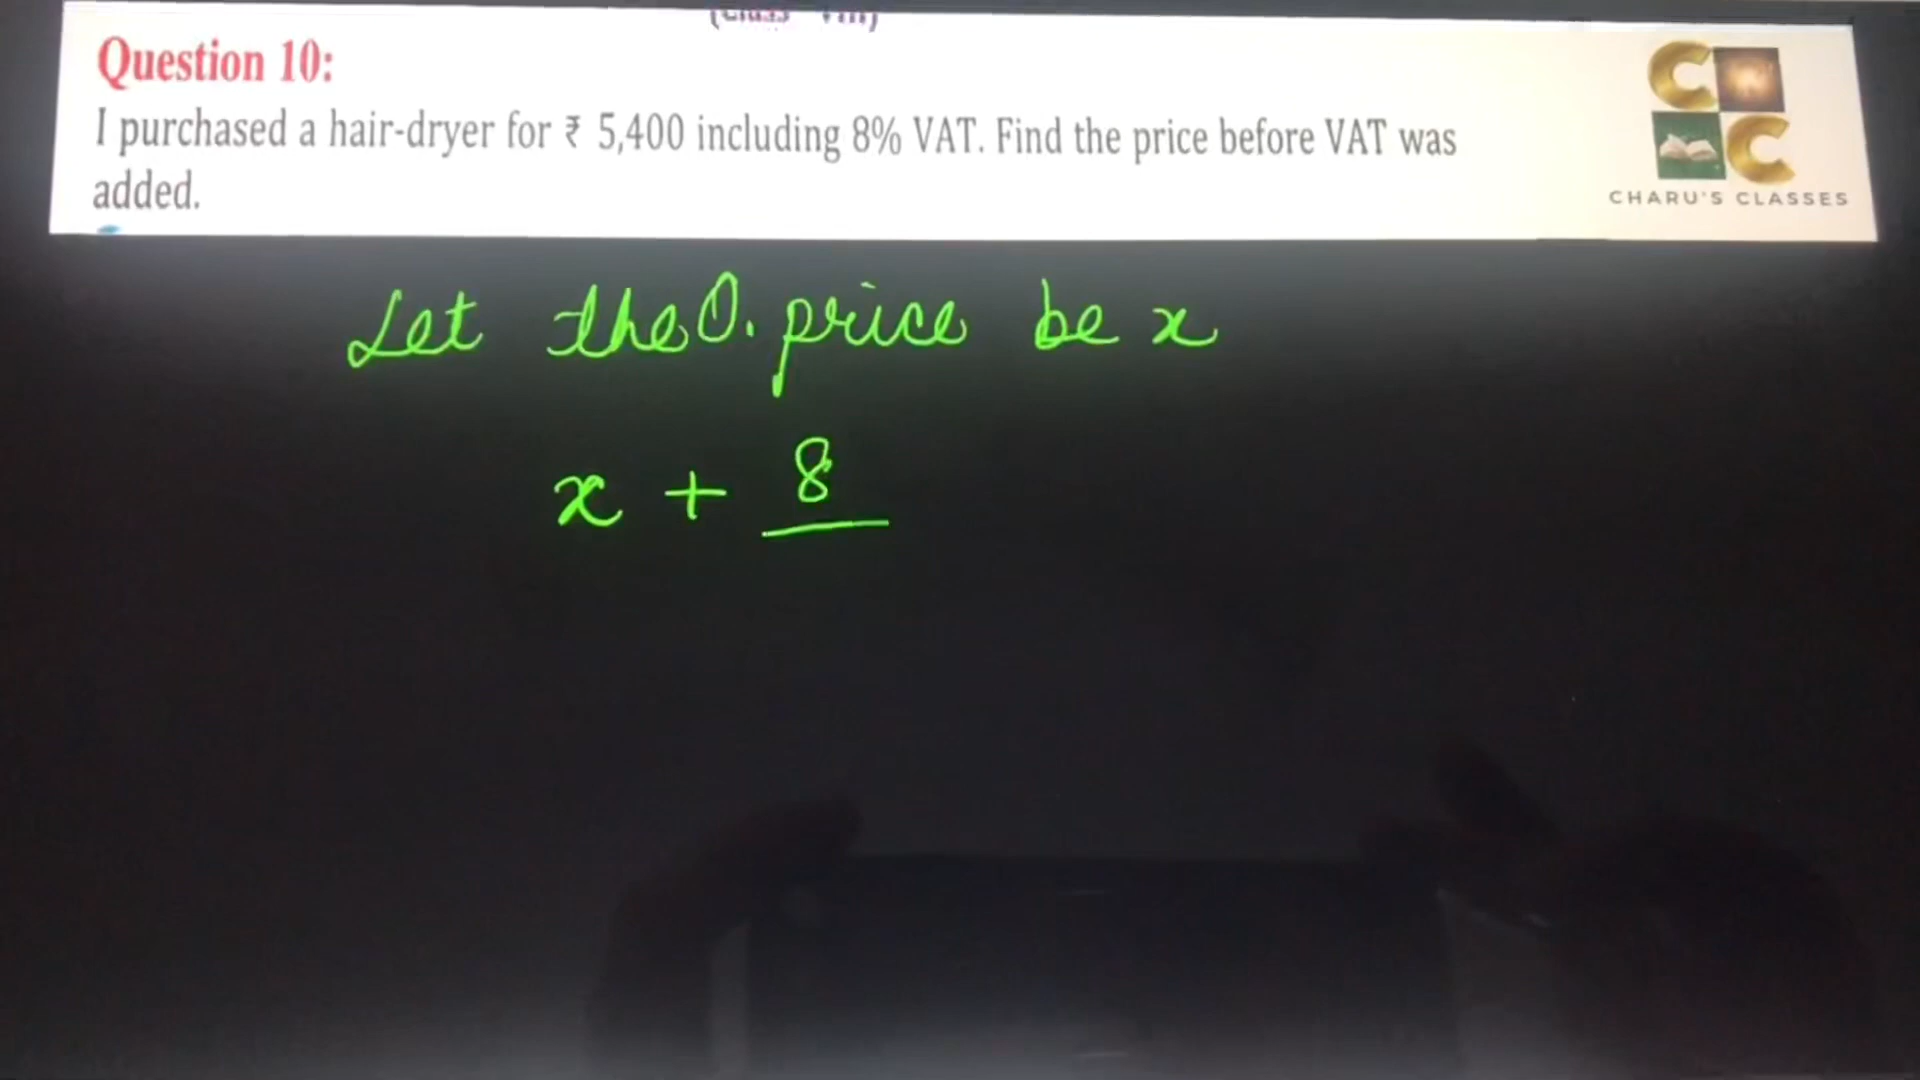 Question 10:
I purchased a hair-dryer for ₹ 5,400 including 8% VAT. Find the price before VAT was
added.
C
C
CHARU'S CLASSES
Let the O. price be x
x + 8